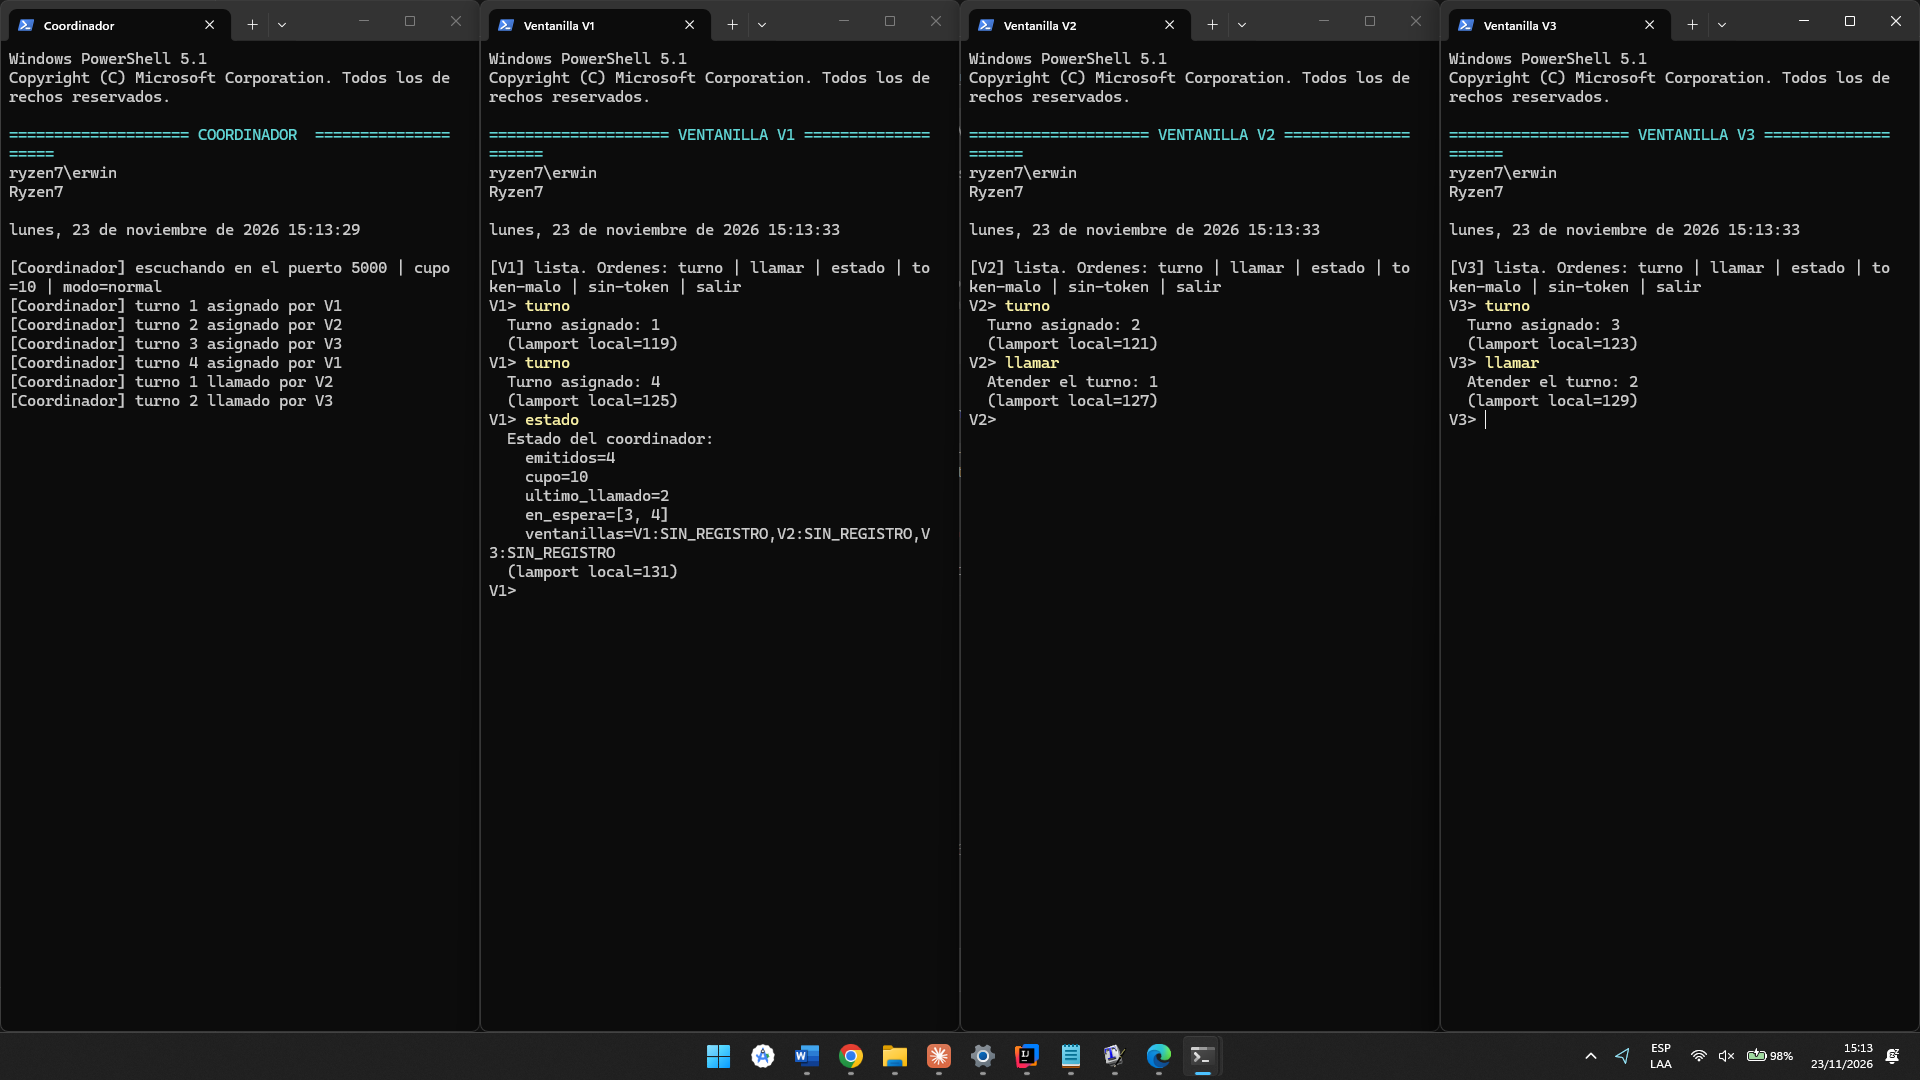 Coordinador
Windows PowerShell 5.1
Copyright (C) Microsoft Corporation. Todos los de
rechos reservados.
==================== COORDINADOR  ===============
=====
ryzen7\erwin
Ryzen7
lunes, 23 de noviembre de 2026 15:13:29
[Coordinador] escuchando en el puerto 5000 | cupo
=10 | modo=normal
[Coordinador] turno 1 asignado por V1
[Coordinador] turno 2 asignado por V2
[Coordinador] turno 3 asignado por V3
[Coordinador] turno 4 asignado por V1
[Coordinador] turno 1 llamado por V2
[Coordinador] turno 2 llamado por V3
Ventanilla V1
Windows PowerShell 5.1
Copyright (C) Microsoft Corporation. Todos los de
rechos reservados.
==================== VENTANILLA V1 ==============
======
ryzen7\erwin
Ryzen7
lunes, 23 de noviembre de 2026 15:13:33
[V1] lista. Ordenes: turno | llamar | estado | to
ken-malo | sin-token | salir
V1> turno
Turno asignado: 1
(lamport local=119)
V1> turno
Turno asignado: 4
(lamport local=125)
V1> estado
Estado del coordinador:
emitidos=4
cupo=10
ultimo_llamado=2
en_espera=[3, 4]
ventanillas=V1:SIN_REGISTRO,V2:SIN_REGISTRO,V
3:SIN_REGISTRO
(lamport local=131)
V1>
Ventanilla V2
Windows PowerShell 5.1
Copyright (C) Microsoft Corporation. Todos los de
rechos reservados.
==================== VENTANILLA V2 ==============
======
ryzen7\erwin
Ryzen7
lunes, 23 de noviembre de 2026 15:13:33
[V2] lista. Ordenes: turno | llamar | estado | to
ken-malo | sin-token | salir
V2> turno
Turno asignado: 2
(lamport local=121)
V2> llamar
Atender el turno: 1
(lamport local=127)
V2>
Ventanilla V3
Windows PowerShell 5.1
Copyright (C) Microsoft Corporation. Todos los de
rechos reservados.
==================== VENTANILLA V3 ==============
======
ryzen7\erwin
Ryzen7
lunes, 23 de noviembre de 2026 15:13:33
[V3] lista. Ordenes: turno | llamar | estado | to
ken-malo | sin-token | salir
V3> turno
Turno asignado: 3
(lamport local=123)
V3> llamar
Atender el turno: 2
(lamport local=129)
V3>
ESP
LAA
98%
15:13
23/11/2026